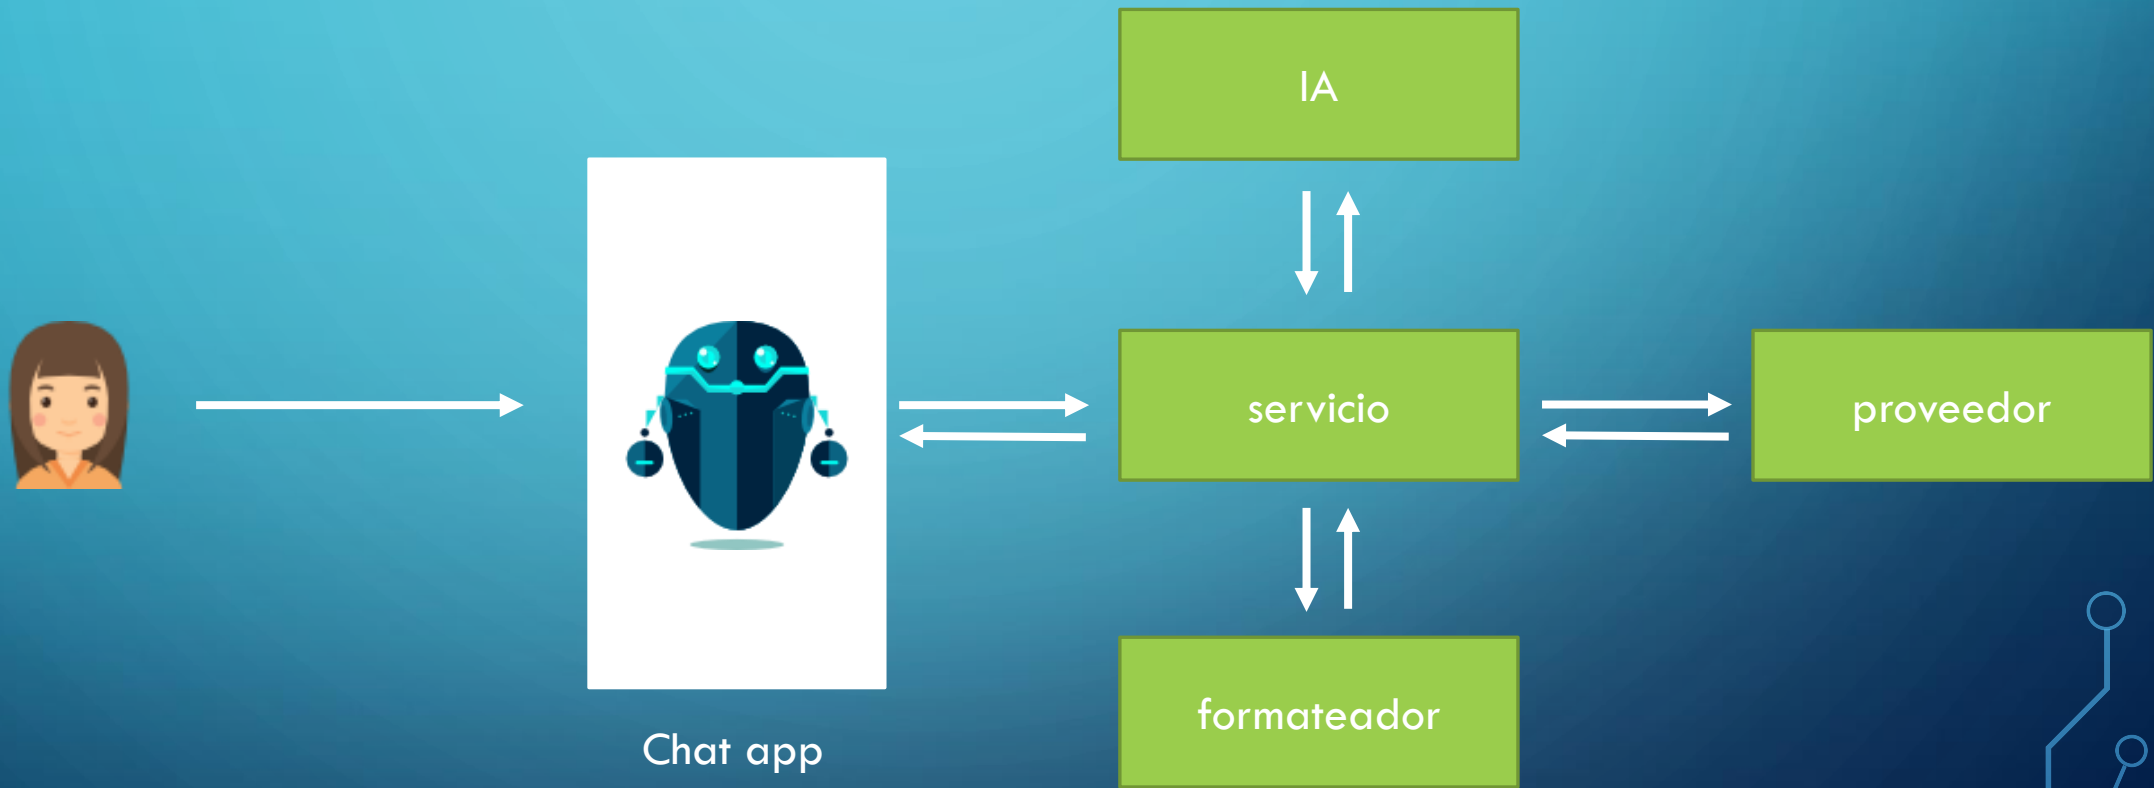 IA
servicio
proveedor
formateador
Chat app